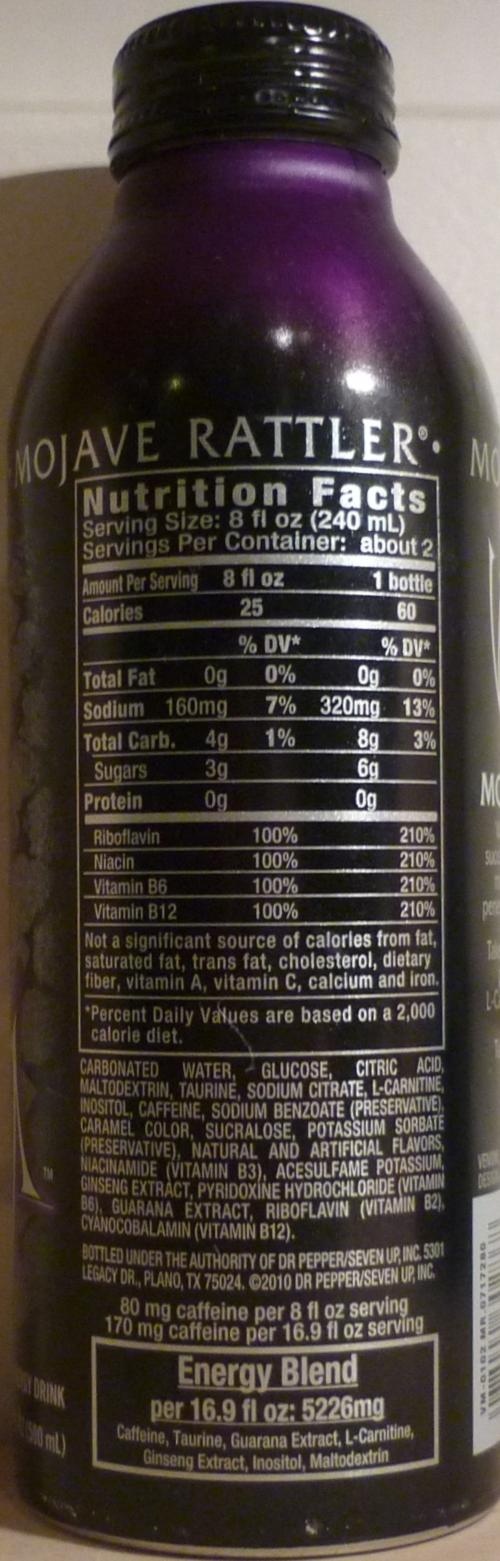 MOJAVE RATTLER®•
Nutrition Facts
Serving Size: 8 fl oz (240 mL)
Servings Per Container: about 2
Amount Per Serving 8 fl oz 1 bottle
Calories 25 60
% DV* % DV*
Total Fat 0g 0% 0g 0%
Sodium 160mg 7% 320mg 13%
Total Carb. 4g 1% 8g 3%
Sugars 3g 6g
Protein 0g 0g
Riboflavin 100% 210%
Niacin 100% 210%
Vitamin B6 100% 210%
Vitamin B12 100% 210%
Not a significant source of calories from fat,
saturated fat, trans fat, cholesterol, dietary
fiber, vitamin A, vitamin C, calcium and iron.
*Percent Daily Values are based on a 2,000
calorie diet.
CARBONATED WATER, GLUCOSE, CITRIC ACID,
MALTODEXTRIN, TAURINE, SODIUM CITRATE, L-CARNITINE,
INOSITOL, CAFFEINE, SODIUM BENZOATE (PRESERVATIVE),
CARAMEL COLOR, SUCRALOSE, POTASSIUM SORBATE
(PRESERVATIVE), NATURAL AND ARTIFICIAL FLAVORS,
NIACINAMIDE (VITAMIN B3), ACESULFAME POTASSIUM,
GINSENG EXTRACT, PYRIDOXINE HYDROCHLORIDE (VITAMIN
B6), GUARANA EXTRACT, RIBOFLAVIN (VITAMIN B2),
CYANOCOBALAMIN (VITAMIN B12).
BOTTLED UNDER THE AUTHORITY OF DR PEPPER/SEVEN UP, INC. 5301
LEGACY DR., PLANO, TX 75024. ©2010 DR PEPPER/SEVEN UP, INC.
80 mg caffeine per 8 fl oz serving
170 mg caffeine per 16.9 fl oz serving
Energy Blend
per 16.9 fl oz: 5226mg
Caffeine, Taurine, Guarana Extract, L-Carnitine,
Ginseng Extract, Inositol, Maltodextrin
TM
DRINK
mL)
VM-0102 MR.0717280